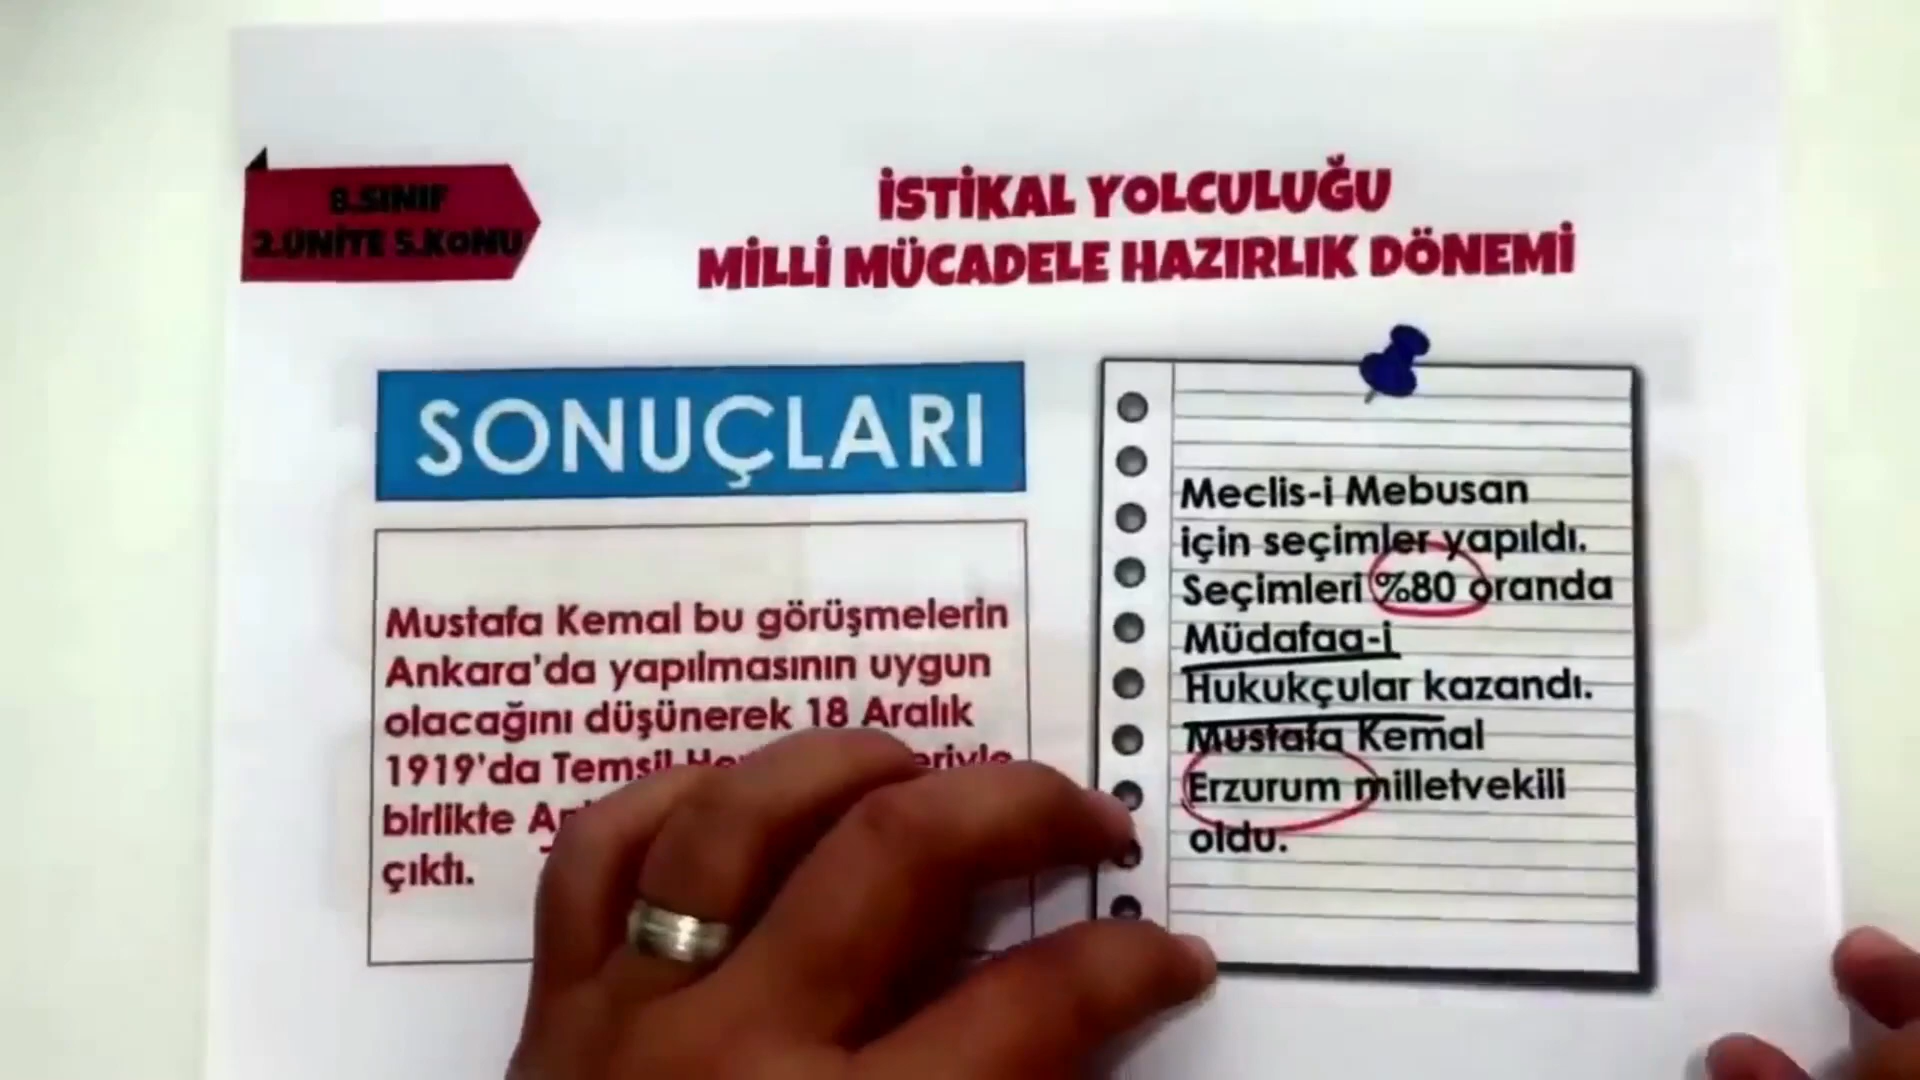 8.SINIF
2.ÜNİTE 5.KONU
İSTİKAL YOLCULUĞU
MİLLİ MÜCADELE HAZIRLIK DÖNEMİ
SONUÇLARI
Mustafa Kemal bu görüşmelerin
Ankara'da yapılmasının uygun
olacağını düşünerek 18 Aralık
1919'da Temsil
birlikte
çıktı.
Meclis-i Mebusan
için seçimler yapıldı.
Seçimleri %80 oranda
Müdafaa-i
Hukukçular kazandı.
Mustafa Kemal
Erzurum milletvekili
oldu.